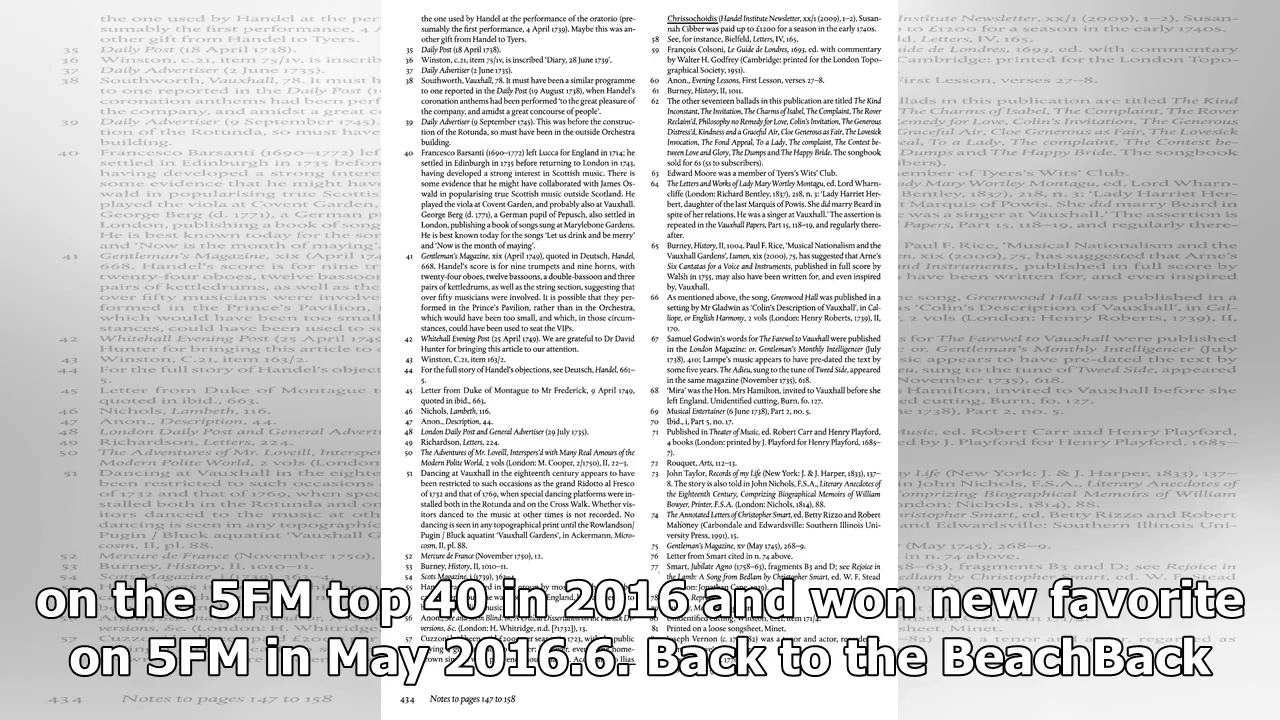 the one used by Handel at the performance of the oratorio (pre-
sumably the first performance, 4 April 1739). Maybe this was an-
other gift from Handel to Tyers.
35 Daily Post (18 April 1738).
36 Winston, c.21, item 75/1v, is inscribed 'Diary, 28 June 1739'.
37 Daily Advertiser (2 June 1735).
38 Southworth, Vauxhall, 78. It must have been a similar programme
to one reported in the Daily Post (19 August 1738), when Handel's
coronation anthems had been performed 'to the great pleasure of
the company, and amidst a great concourse of people'.
39 Daily Advertiser (9 September 1745). This was before the construc-
tion of the Rotunda, so must have been in the outside Orchestra
building.
40 Francesco Barsanti (1690–1772) left Lucca for England in 1714; he
settled in Edinburgh in 1735 before returning to London in 1743,
having developed a strong interest in Scottish music. There is
some evidence that he might have collaborated with James Os-
wald in popularising true Scottish music outside Scotland. He
played the viola at Covent Garden, and probably also at Vauxhall.
George Berg (d. 1771), a German pupil of Pepusch, also settled in
London, publishing a book of songs sung at Marylebone Gardens.
He is best known today for the songs 'Let us drink and be merry'
and 'Now is the month of maying'.
41 Gentleman's Magazine, xix (April 1749), quoted in Deutsch, Handel,
668. Handel's score is for nine trumpets and nine horns, with
twenty-four oboes, twelve bassoons, a double-bassoon and three
pairs of kettledrums, as well as the string section, suggesting that
over fifty musicians were involved. It is possible that they per-
formed in the Prince's Pavilion, rather than in the Orchestra,
which would have been too small, and which, in those circum-
stances, could have been used to seat the VIPs.
42 Whitehall Evening Post (25 April 1749). We are grateful to Dr David
Hunter for bringing this article to our attention.
43 Winston, C.21, item 163/2.
44 For the full story of Handel's objections, see Deutsch, Handel, 661–
5.
45 Letter from Duke of Montague to Mr Frederick, 9 April 1749,
quoted in ibid., 663.
46 Nichols, Lambeth, 116.
47 Anon., Description, 44.
48 London Daily Post and General Advertiser (29 July 1735).
49 Richardson, Letters, 224.
50 The Adventures of Mr. Loveill, Interspers'd with Many Real Amours of the
Modern Polite World, 2 vols (London: M. Cooper, 2/1750), II, 22–3.
51 Dancing at Vauxhall in the eighteenth century appears to have
been restricted to such occasions as the grand Ridotto al Fresco
of 1732 and that of 1769, when special dancing platforms were in-
stalled both in the Rotunda and on the Cross Walk. Whether vis-
itors danced to the music at other times is not recorded. No
dancing is seen in any topographical print until the Rowlandson/
Pugin / Bluck aquatint 'Vauxhall Gardens', in Ackermann, Micro-
cosm, II, pl. 88.
52 Mercure de France (November 1750), 12.
53 Burney, History, II, 1010–11.
54 Scots Magazine, i (1739), 363–4.
434 Notes to pages 147 to 158
Chrissochoidis (Handel Institute Newsletter, xx/1 (2009), 1–2), Susan-
nah Cibber was paid up to £1200 for a season in the early 1740s.
58 See, for instance, Bielfeld, Letters, IV, 165.
59 François Colsoni, Le Guide de Londres, 1693, ed. with commentary
by Walter H. Godfrey (Cambridge: printed for the London Topo-
graphical Society, 1951).
60 Anon., Evening Lessons, First Lesson, verses 27–8.
61 Burney, History, II, 1011.
62 The other seventeen ballads in this publication are titled The Kind
Inconstant, The Invitation, The Charms of Isabel, The Complaint, The Rover
Reclaim'd, Philosophy no Remedy for Love, Colin's Invitation, The Generous
Distress'd, Kindness and a Graceful Air, Cloe Generous as Fair, The Lovesick
Invocation, The Fond Appeal, To a Lady, The complaint, The Contest be-
tween Love and Glory, The Dumps and The Happy Bride. The songbook
sold for 6s (5s to subscribers).
63 Edward Moore was a member of Tyers's Wits' Club.
64 The Letters and Works of Lady Mary Wortley Montagu, ed. Lord Wharn-
cliffe (London: Richard Bentley, 1837), 218, n. 3: 'Lady Harriet Her-
bert, daughter of the last Marquis of Powis. She did marry Beard in
spite of her relations. He was a singer at Vauxhall.' The assertion is
repeated in the Vauxhall Papers, Part 15, 118–19, and regularly there-
after.
65 Burney, History, II, 1004. Paul F. Rice, 'Musical Nationalism and the
Vauxhall Gardens', Lumen, xix (2000), 75, has suggested that Arne's
Six Cantatas for a Voice and Instruments, published in full score by
Walsh in 1755, may also have been written for, and even inspired
by, Vauxhall.
66 As mentioned above, the song, Greenwood Hall was published in a
setting by Mr Gladwin as 'Colin's Description of Vauxhall', in Cal-
liope, or English Harmony, 2 vols (London: Henry Roberts, 1739), II,
170.
67 Samuel Godwin's words for The Farewel to Vauxhall were published
in the London Magazine: or, Gentleman's Monthly Intelligencer (July
1738), 410; Lampe's music appears to have pre-dated the text by
some five years. The Adieu, sung to the tune of Tweed Side, appeared
in the same magazine (November 1735), 618.
68 'Mira' was the Hon. Mrs Hamilton, invited to Vauxhall before she
left England. Unidentified cutting, Burn, fo. 127.
69 Musical Entertainer (6 June 1738), Part 2, no. 5.
70 Ibid., i, Part 5, no. 17.
71 Published in Theater of Music, ed. Robert Carr and Henry Playford,
4 books (London: printed by J. Playford for Henry Playford, 1685–
7).
72 Rouquet, Arts, 112–13.
73 John Taylor, Records of my Life (New York: J. & J. Harper, 1833), 137–
8. The story is also told in John Nichols, F.S.A., Literary Anecdotes of
the Eighteenth Century, Comprizing Biographical Memoirs of William
Bowyer, Printer, F.S.A. (London: Nichols, 1814), 88.
74 The Annotated Letters of Christopher Smart, ed. Betty Rizzo and Robert
Mahoney (Carbondale and Edwardsville: Southern Illinois Uni-
versity Press, 1991), 15.
75 Gentleman's Magazine, xv (May 1745), 268–9.
76 Letter from Smart cited in n. 74 above.
77 Smart, Jubilate Agno (1758–63), fragments B3 and D; see Rejoice in
the Lamb: A Song from Bedlam by Christopher Smart, ed. W. F. Stead
81 Printed on a loose songsheet, Minet.
on the 5FM top 40 in 2016 and won new favorite
on 5FM in May 2016.6. Back to the BeachBack